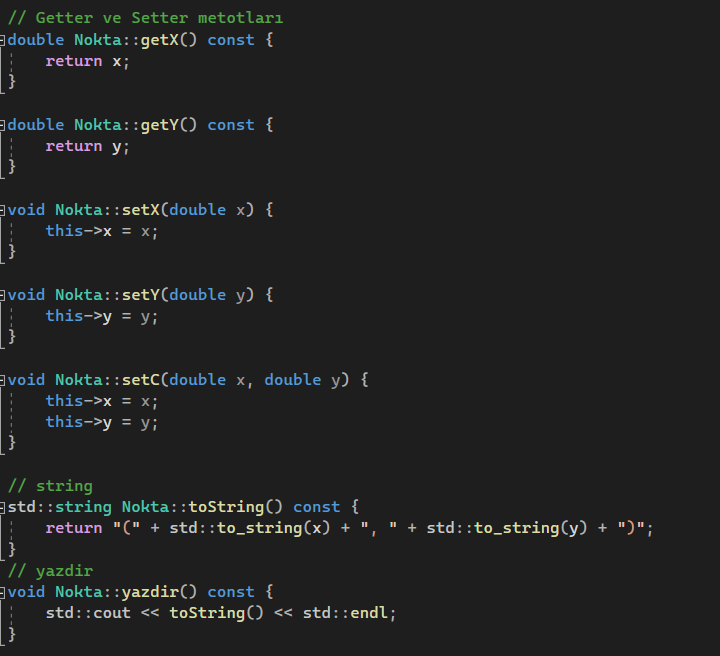 // Getter ve Setter metotları
double Nokta::getX() const {
    return x;
}
double Nokta::getY() const {
    return y;
}
void Nokta::setX(double x) {
    this->x = x;
}
void Nokta::setY(double y) {
    this->y = y;
}
void Nokta::setC(double x, double y) {
    this->x = x;
    this->y = y;
}
// string
std::string Nokta::toString() const {
    return "(" + std::to_string(x) + ", " + std::to_string(y) + ")";
}
// yazdir
void Nokta::yazdir() const {
    std::cout << toString() << std::endl;
}